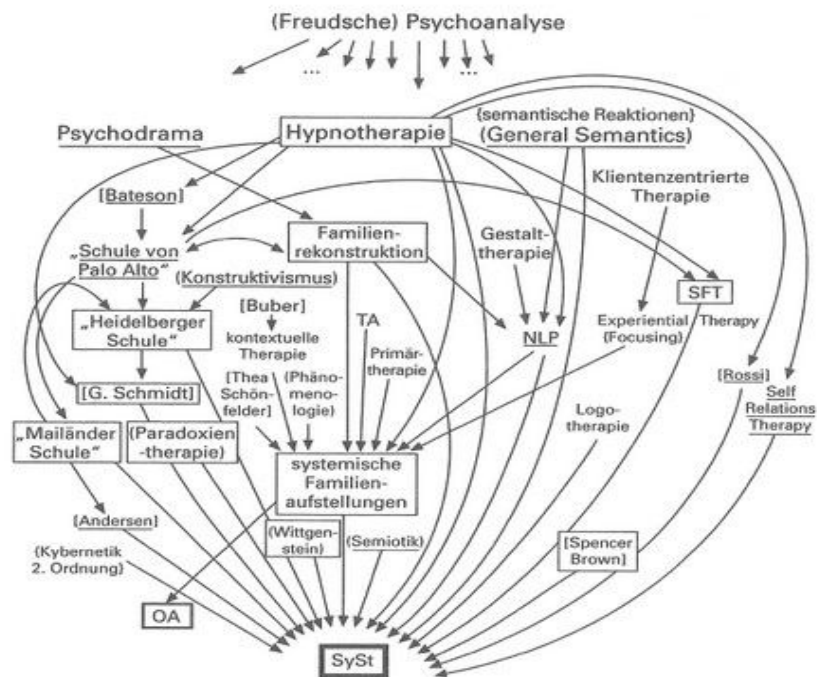 (Freudsche) Psychoanalyse
... ...
{semantische Reaktionen}
Psychodrama
Hypnotherapie
(General Semantics)
[Bateson]
Klientenzentrierte
Therapie
„Schule von
Palo Alto“
Familien-
rekonstruktion
Gestalt-
therapie
(Konstruktivismus)
SFT
„Heidelberger
Schule“
[Buber]
kontextuelle
Therapie
TA
NLP
Experiential Therapy
(Focusing)
Primär-
therapie
[G. Schmidt]
[Thea
Schön-
felder]
(Phäno-
meno-
logie)
[Rossi]
Self
Relations
Therapy
„Mailänder
Schule“
(Paradoxien
-therapie)
Logo-
therapie
systemische
Familien-
aufstellungen
[Andersen]
(Wittgen-
stein)
(Semiotik)
[Spencer
Brown]
(Kybernetik
2. Ordnung)
OA
SySt